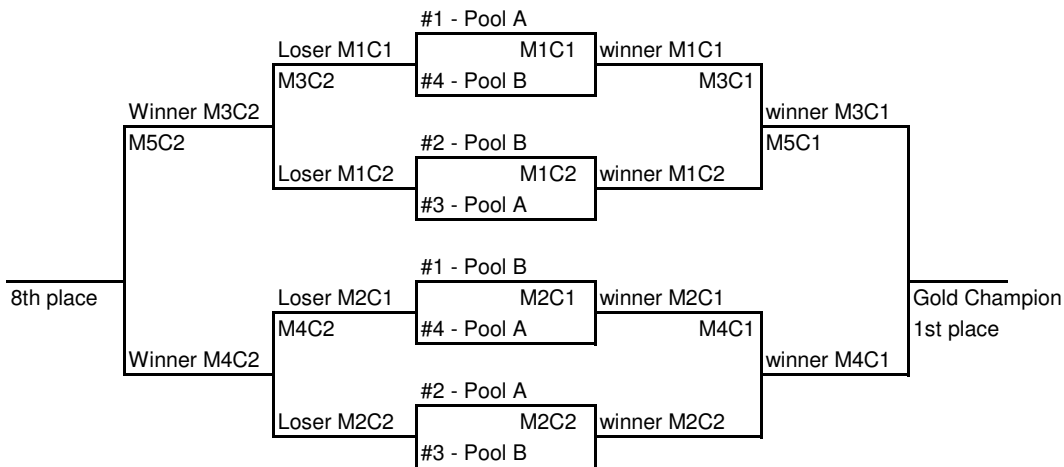 #1 - Pool A
Loser M1C1 M1C1 winner M1C1
M3C2 #4 - Pool B M3C1
Winner M3C2 winner M3C1
M5C2 #2 - Pool B M5C1
Loser M1C2 M1C2 winner M1C2
#3 - Pool A
#1 - Pool B
8th place Loser M2C1 M2C1 winner M2C1 Gold Champion
M4C2 #4 - Pool A M4C1 1st place
Winner M4C2 winner M4C1
#2 - Pool A
Loser M2C2 M2C2 winner M2C2
#3 - Pool B